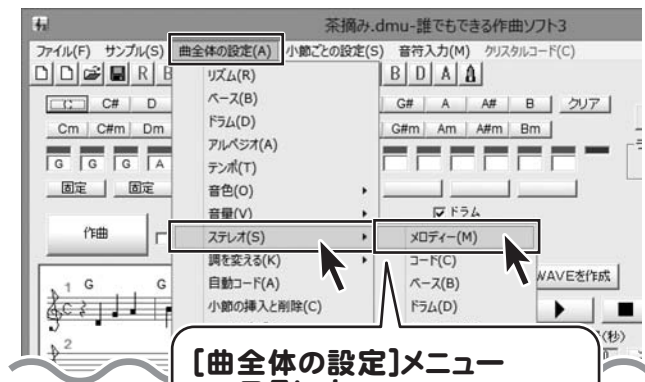 茶摘み.dmu-誰でもできる作曲ソフト3
ファイル(F) サンプル(S) 曲全体の設定(A) 小節ごとの設定(S) 音符入力(M) クリスタルコード(C)
R B D A
C C# D G# A A# B クリア
Cm C#m Dm G#m Am A#m Bm
G G G A
固定 固定
作曲
リズム(R)
ベース(B)
ドラム(D)
アルペジオ(A)
テンポ(T)
音色(O)
音量(V)
ステレオ(S)
調を変える(K)
自動コード(A)
小節の挿入と削除(C)
ドラム
メロディー(M)
コード(C)
ベース(B)
ドラム(D)
WAVEを作成
(秒)
1 G G
2
[曲全体の設定]メニュー